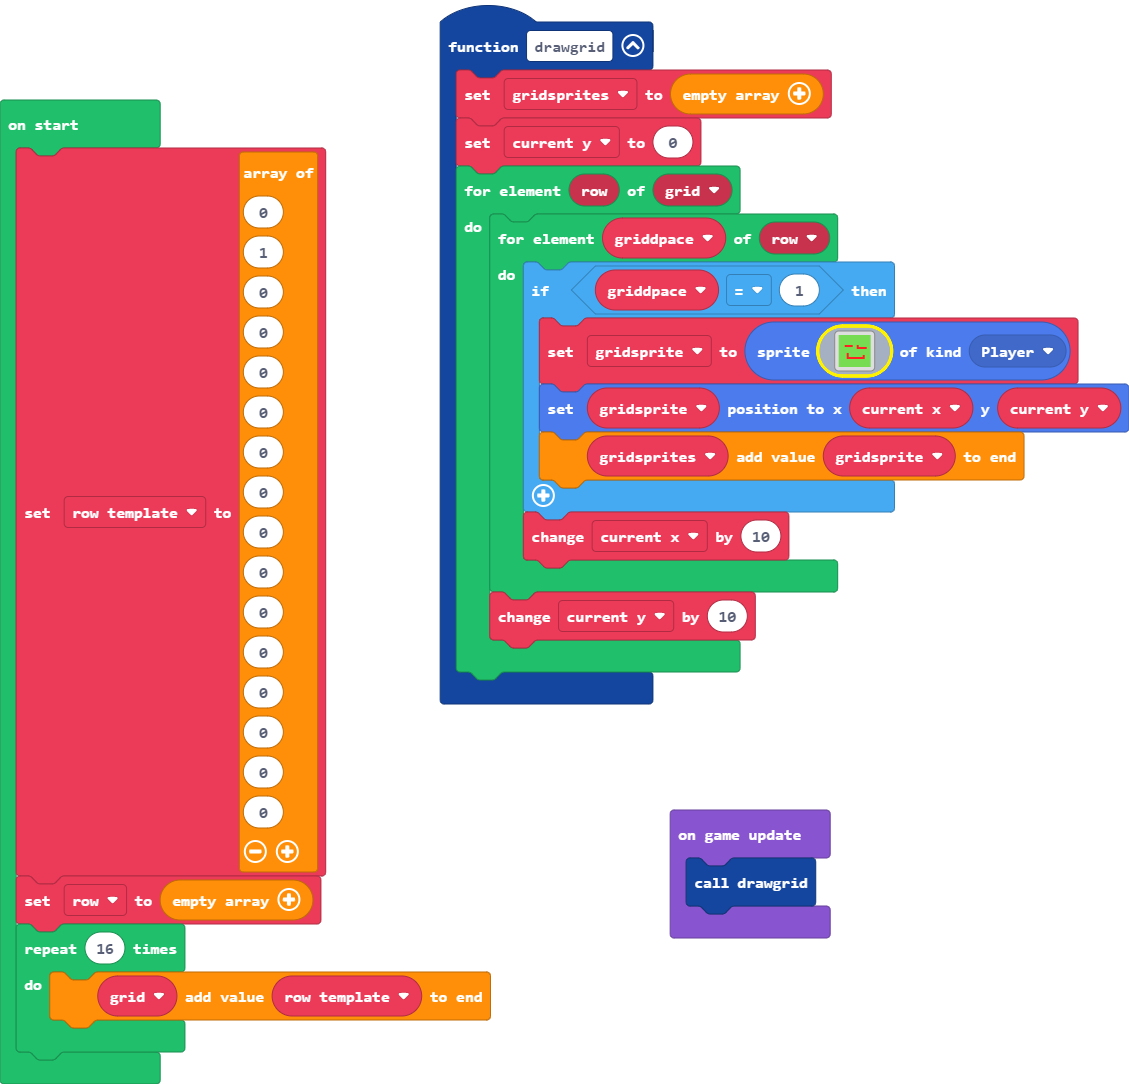 on start
array of
0
1
0
0
0
0
0
0
0
0
0
0
0
0
0
0
set row template to
set row to empty array
repeat 16 times
do
grid add value row template to end
function drawgrid
set gridsprites to empty array
set current y to 0
for element row of grid
do
for element griddpace of row
do
if griddpace = 1 then
set gridsprite to sprite of kind Player
set gridsprite position to x current x y current y
gridsprites add value gridsprite to end
change current x by 10
change current y by 10
on game update
call drawgrid